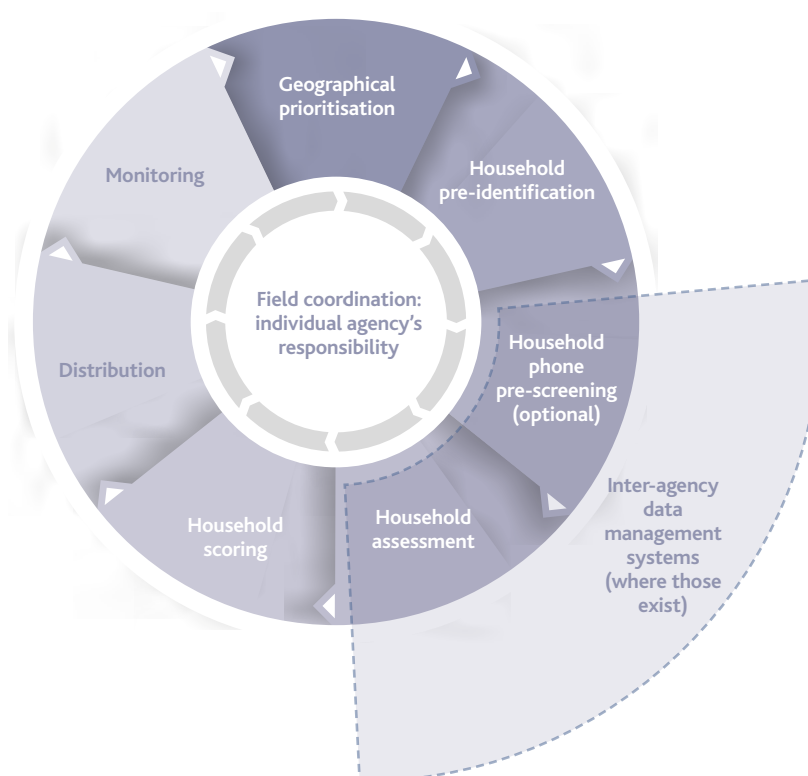 Geographical
prioritisation
Household
pre-identification
Household
phone
pre-screening
(optional)
Household
assessment
Household
scoring
Distribution
Monitoring
Field coordination:
individual agency’s
responsibility
Inter-agency
data
management
systems
(where those
exist)